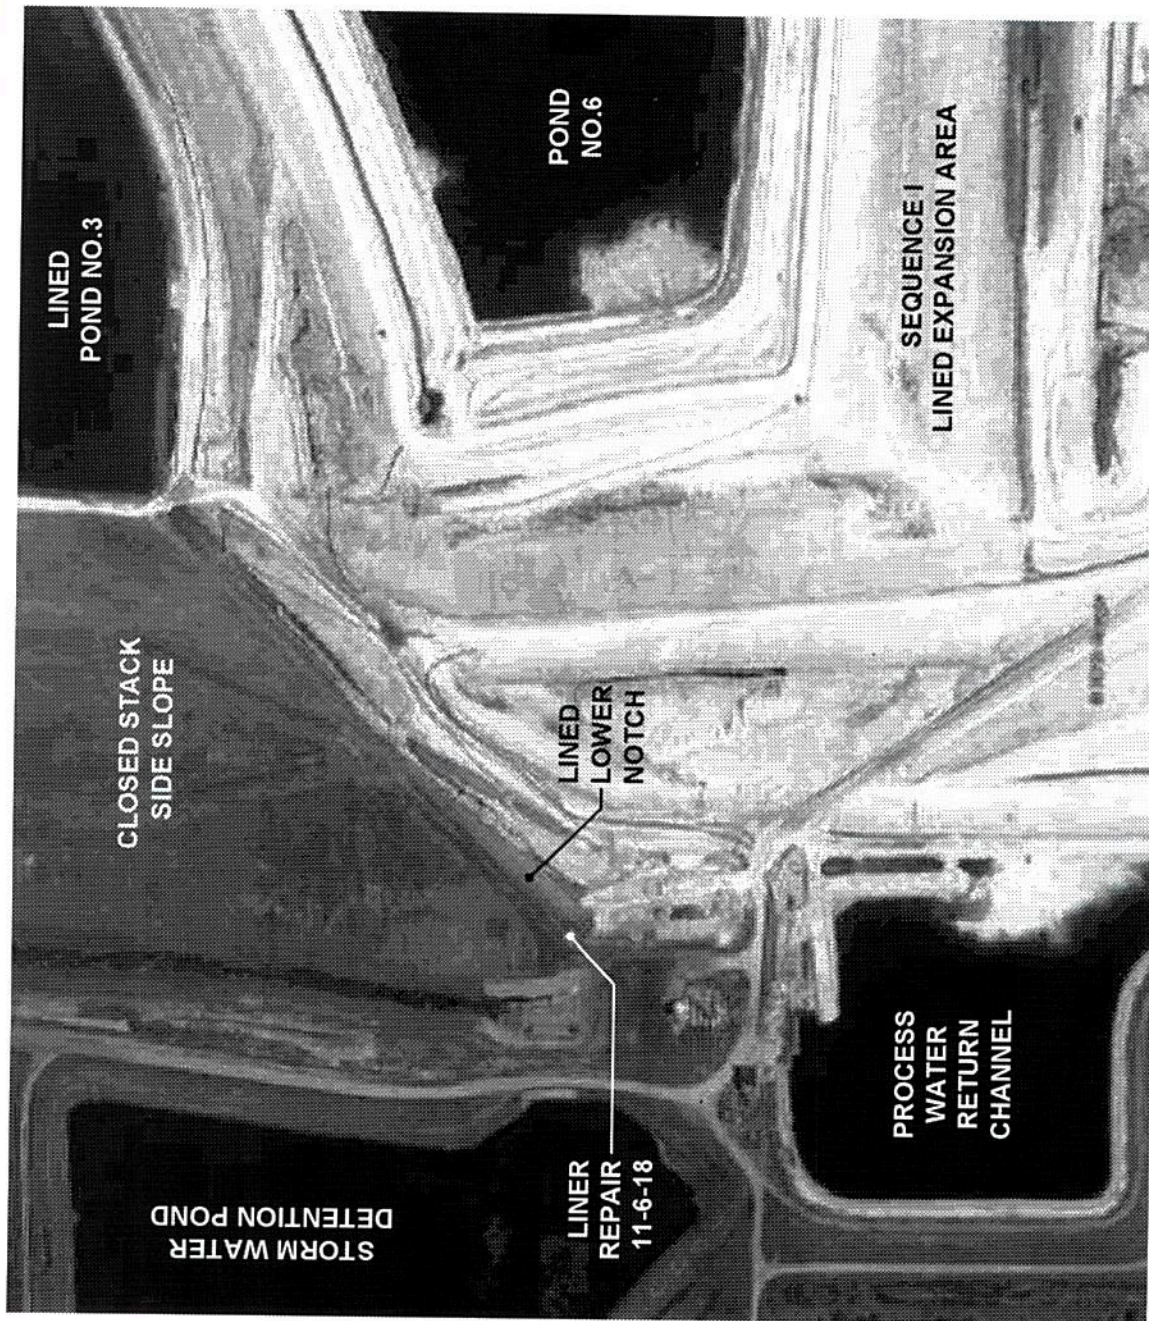 LINED
POND NO.3
POND
NO.6
SEQUENCE I
LINED EXPANSION AREA
CLOSED STACK
SIDE SLOPE
LINED
LOWER
NOTCH
STORM WATER
DETENTION POND
LINER
REPAIR
11-6-18
PROCESS
WATER
RETURN
CHANNEL